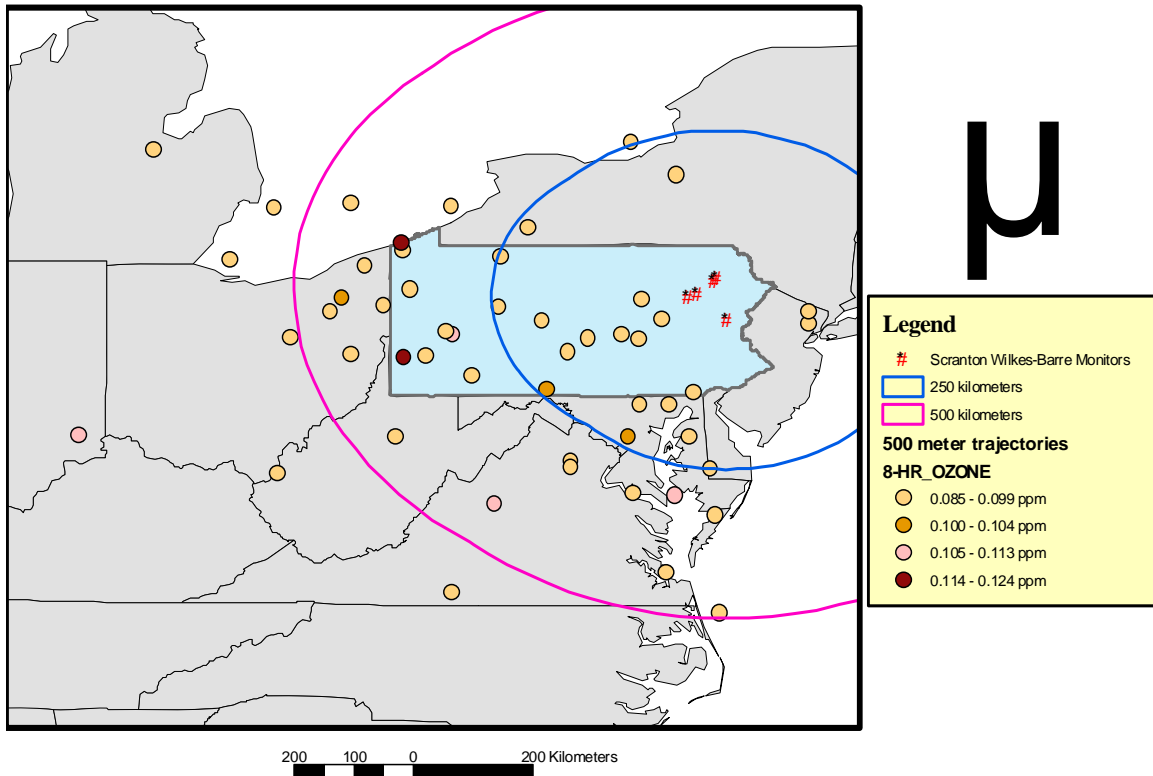 µ
Legend
# Scranton Wilkes-Barre Monitors
250 kilometers
500 kilometers
500 meter trajectories
8-HR_OZONE
0.085 - 0.099 ppm
0.100 - 0.104 ppm
0.105 - 0.113 ppm
0.114 - 0.124 ppm
200 100 0 200 Kilometers